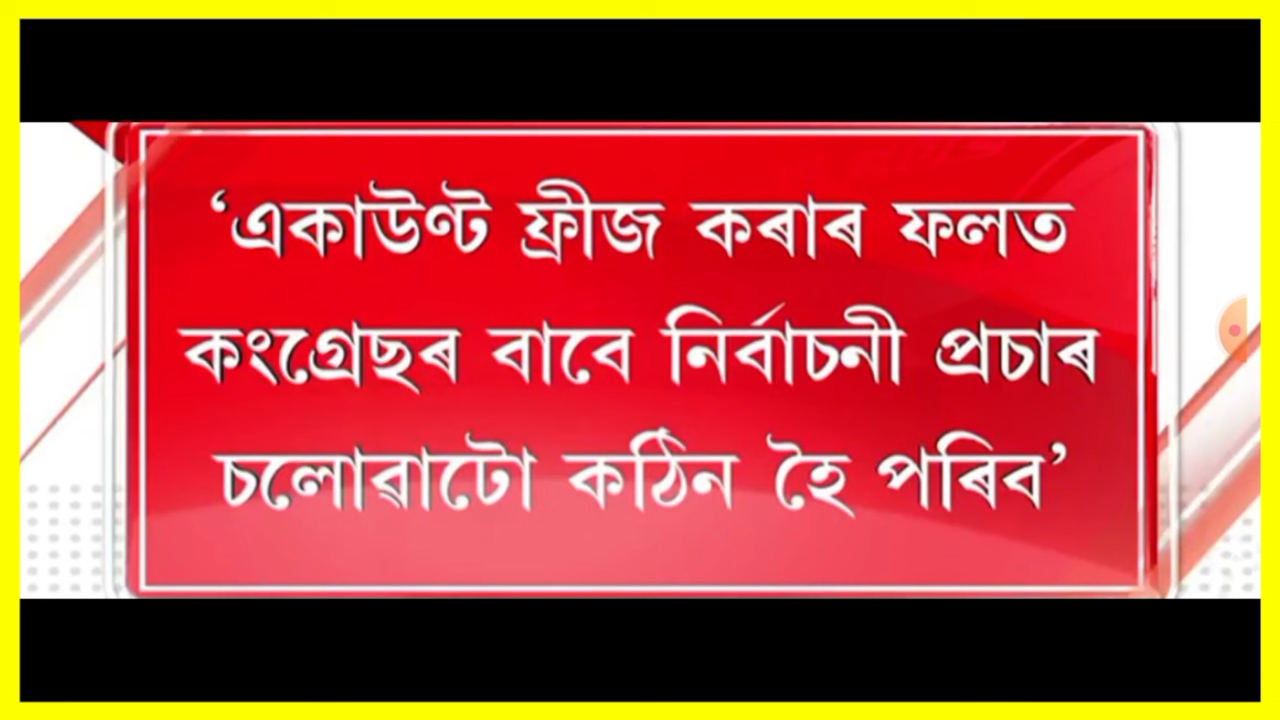 ‘একাউণ্ট ফ্ৰীজ কৰাৰ ফলত
কংগ্ৰেছৰ বাবে নিৰ্বাচনী প্ৰচাৰ
চলোৱাটো কঠিন হৈ পৰিব’